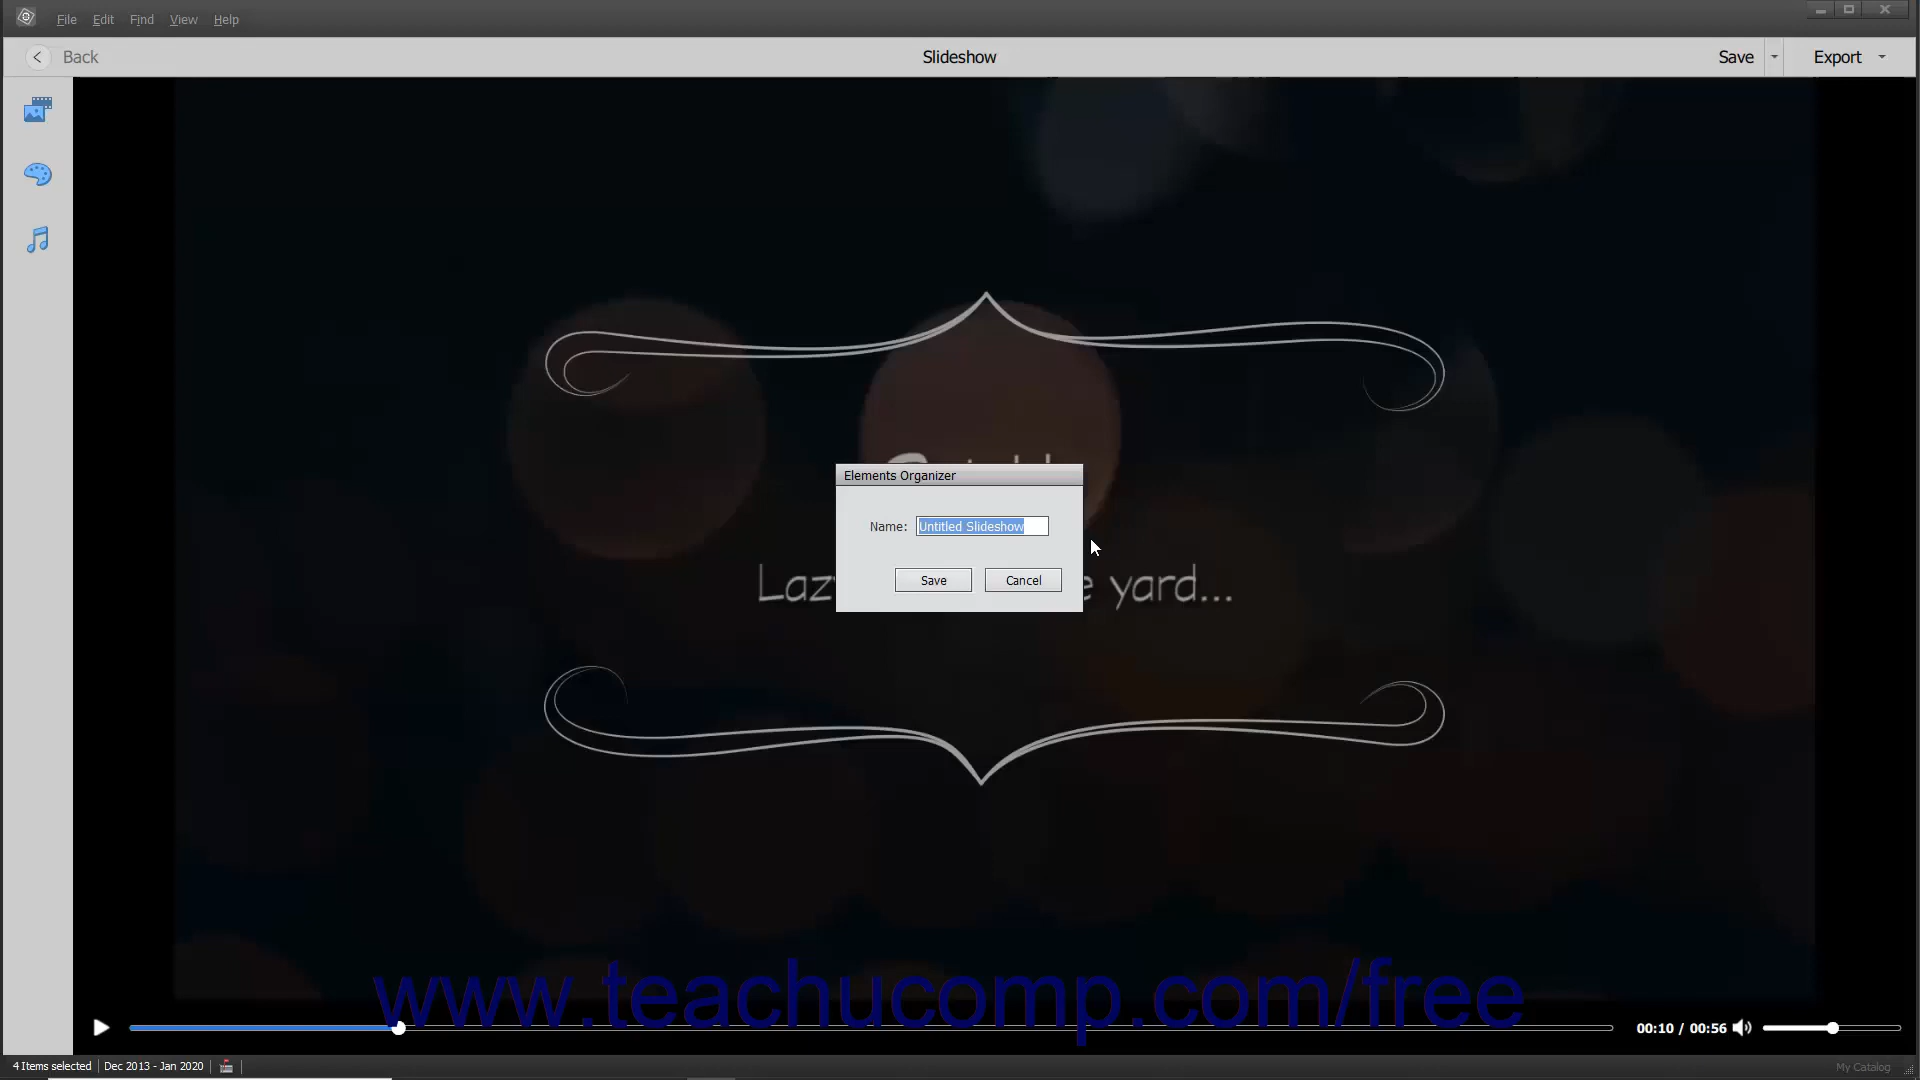 File Edit Find View Help
Back Slideshow Save Export
Elements Organizer
Name: Untitled Slideshow
Save Cancel
yard...
www.teachucomp.com/free
00:10 / 00:56
4 Items selected Dec 2013 - Jan 2020 My Catalog